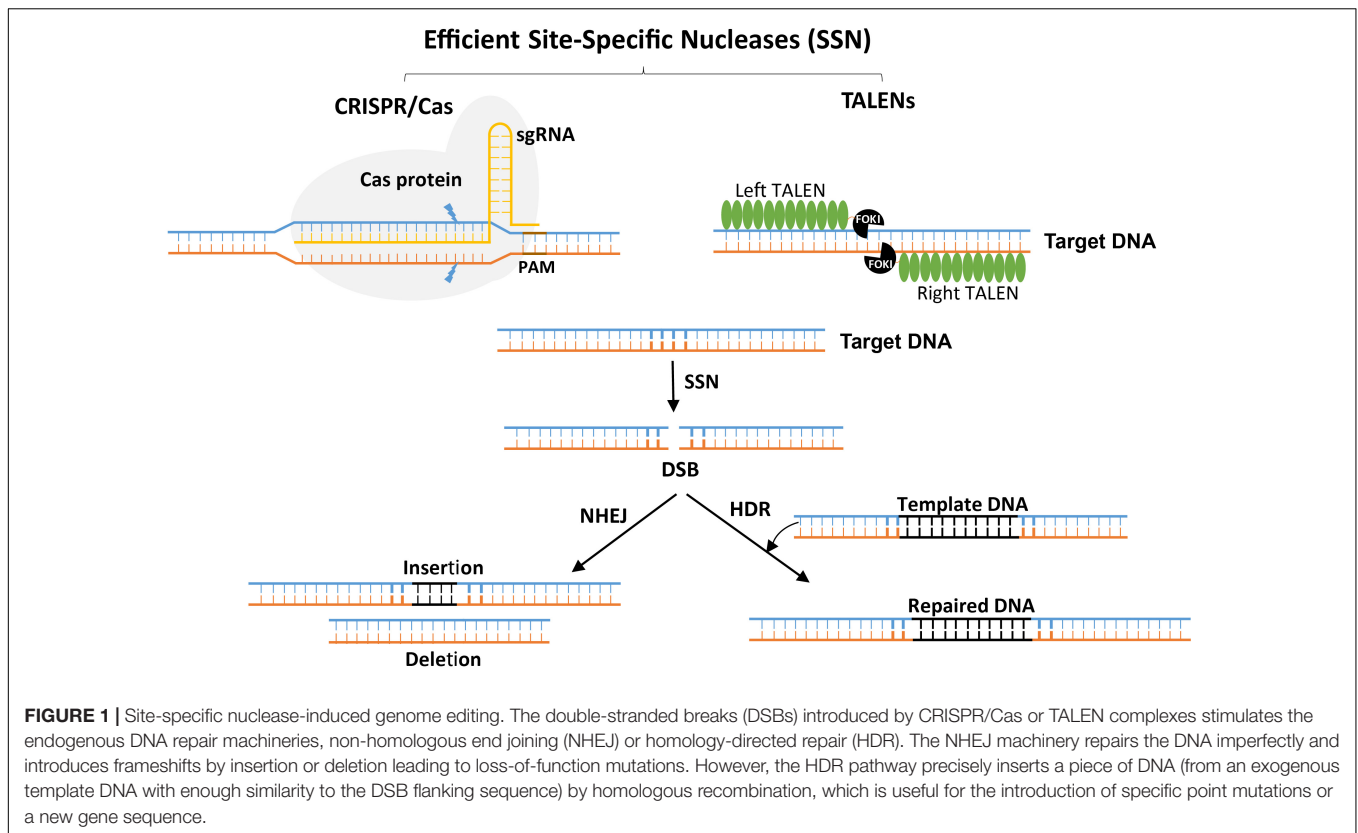 Efficient Site-Specific Nucleases (SSN)
CRISPR/Cas
TALENs
sgRNA
Cas protein
PAM
Left TALEN
FOKI
Target DNA
FOKI
Right TALEN
Target DNA
SSN
DSB
NHEJ
HDR
Template DNA
Insertion
Deletion
Repaired DNA
FIGURE 1 | Site-specific nuclease-induced genome editing. The double-stranded breaks (DSBs) introduced by CRISPR/Cas or TALEN complexes stimulates the
endogenous DNA repair machineries, non-homologous end joining (NHEJ) or homology-directed repair (HDR). The NHEJ machinery repairs the DNA imperfectly and
introduces frameshifts by insertion or deletion leading to loss-of-function mutations. However, the HDR pathway precisely inserts a piece of DNA (from an exogenous
template DNA with enough similarity to the DSB flanking sequence) by homologous recombination, which is useful for the introduction of specific point mutations or
a new gene sequence.